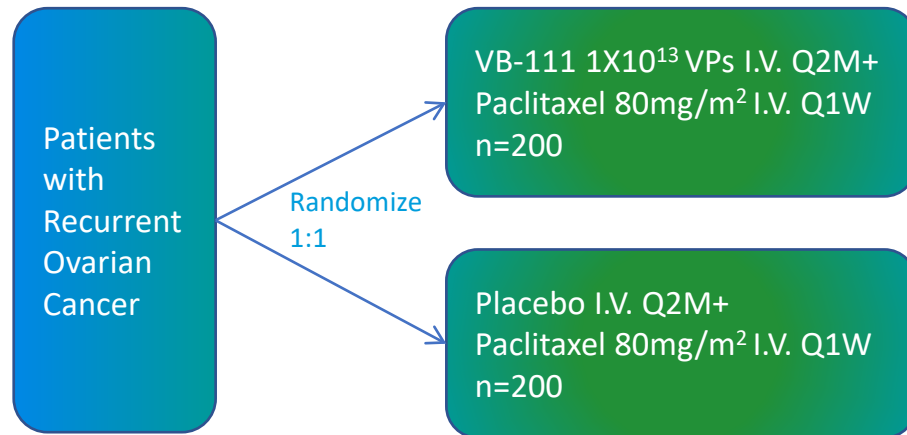 Patients
with
Recurrent
Ovarian
Cancer
Randomize
1:1
VB-111 1X10¹³ VPs I.V. Q2M+
Paclitaxel 80mg/m² I.V. Q1W
n=200
Placebo I.V. Q2M+
Paclitaxel 80mg/m² I.V. Q1W
n=200